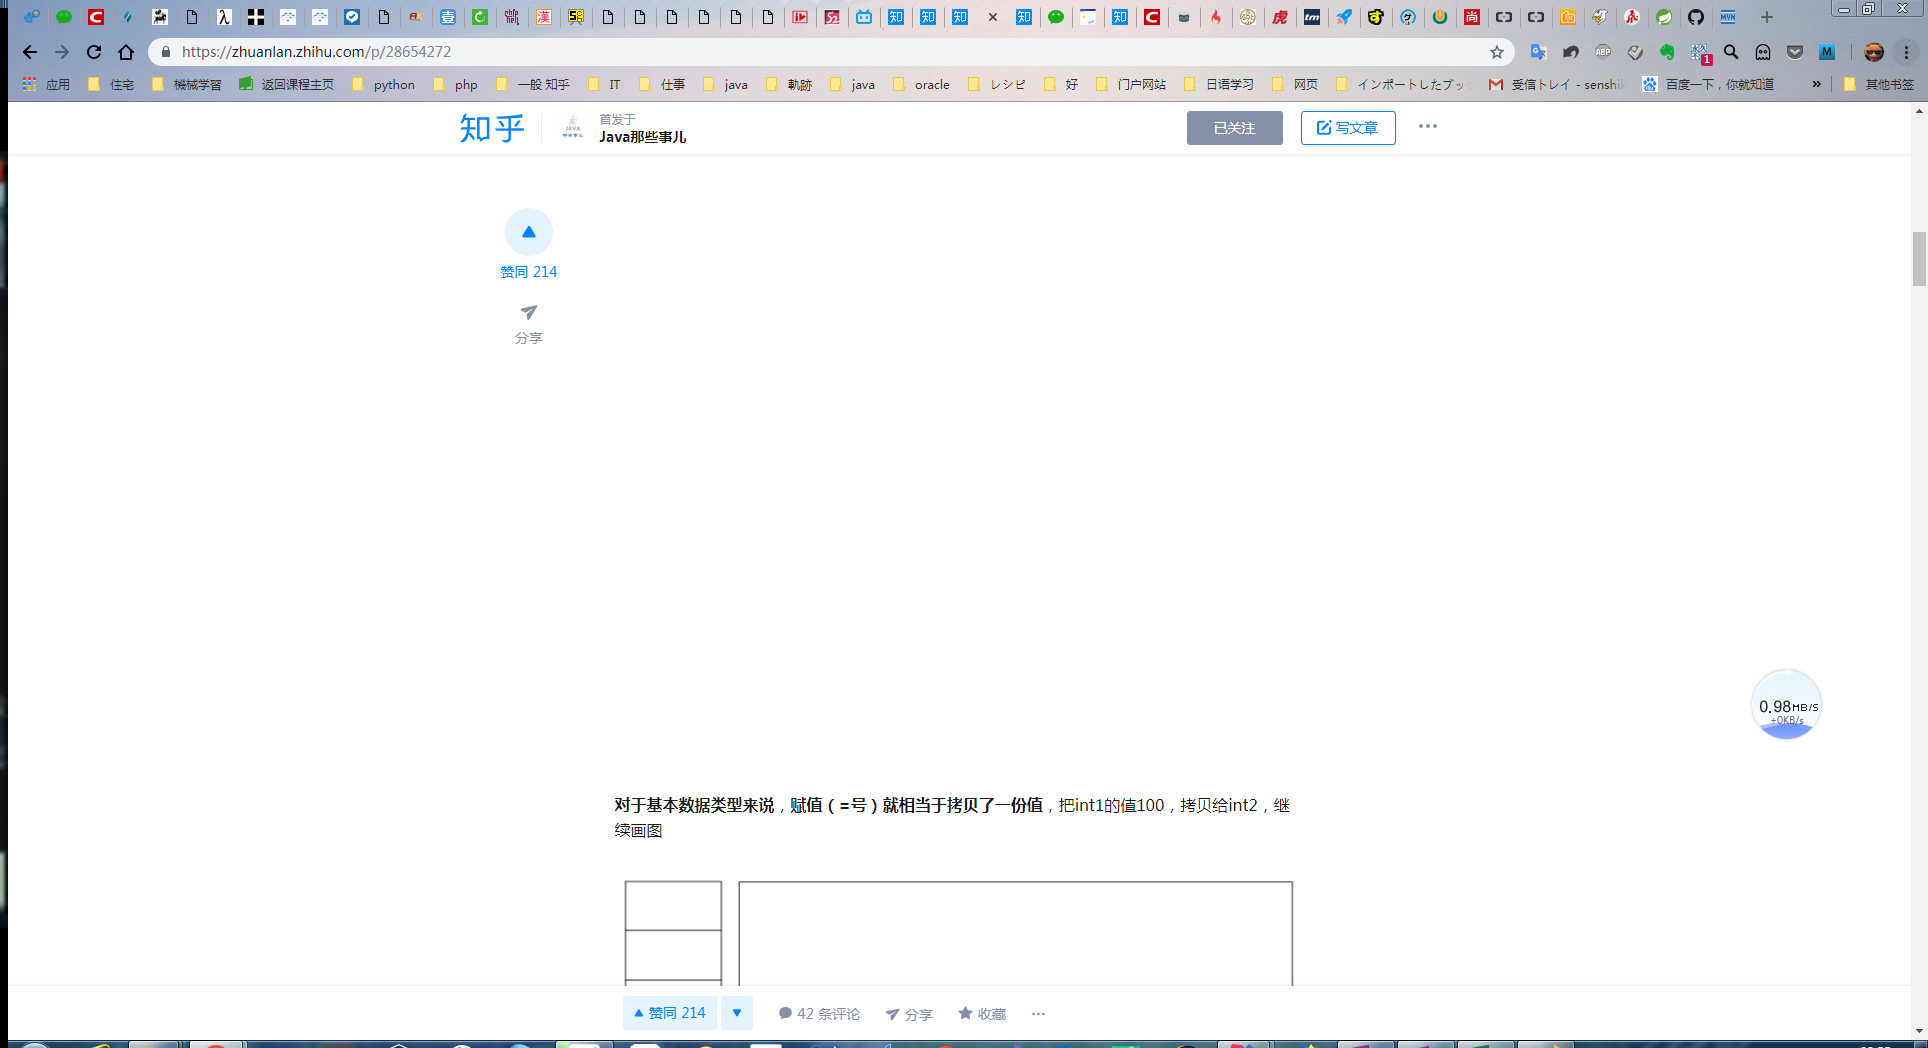 https://zhuanlan.zhihu.com/p/28654272
应用 住宅 機械学習 返回课程主页 python php 一般 知乎 IT 仕事 java 軌跡 java oracle レシピ 好 门户网站 日语学习 网页 インポートしたブッ 受信トレイ - senshi 百度一下，你就知道 » 其他书签
知乎
首发于
Java那些事儿
已关注
写文章
赞同 214
分享
0.98MB/S
+0KB/s
对于基本数据类型来说，赋值（=号）就相当于拷贝了一份值，把int1的值100，拷贝给int2，继
续画图
赞同 214 42 条评论 分享 收藏